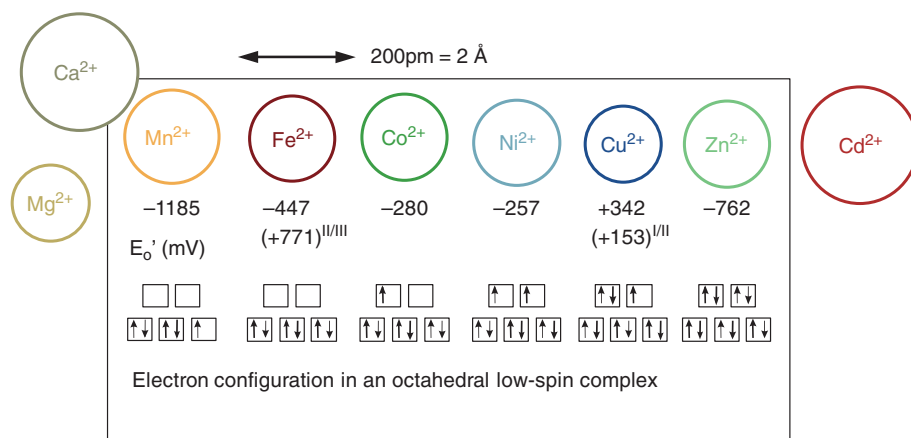 Ca²⁺
200pm = 2 Å
Mn²⁺ Fe²⁺ Co²⁺ Ni²⁺ Cu²⁺ Zn²⁺ Cd²⁺
Mg²⁺
–1185 –447 –280 –257 +342 –762
E₀’ (mV) (+771)ᴵᴵ/ᴵᴵᴵ (+153)ᴵ/ᴵᴵ
Electron configuration in an octahedral low-spin complex